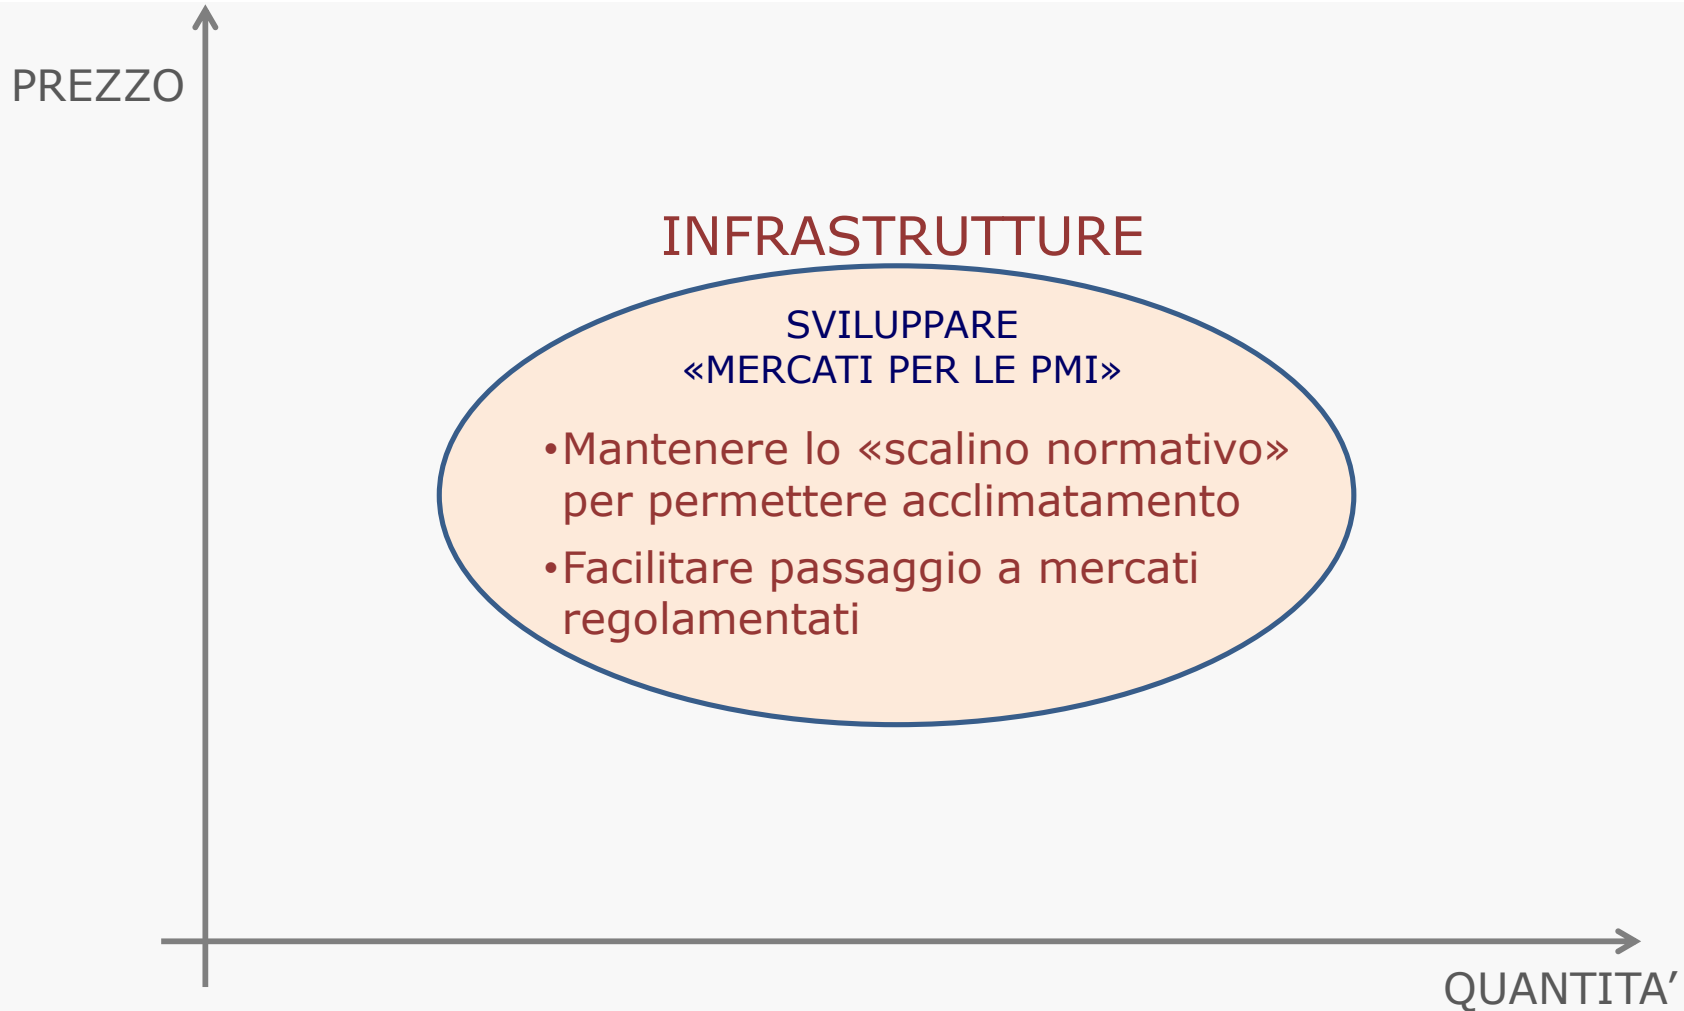 PREZZO
INFRASTRUTTURE
SVILUPPARE
«MERCATI PER LE PMI»
•Mantenere lo «scalino normativo»
per permettere acclimatamento
•Facilitare passaggio a mercati
regolamentati
QUANTITA’